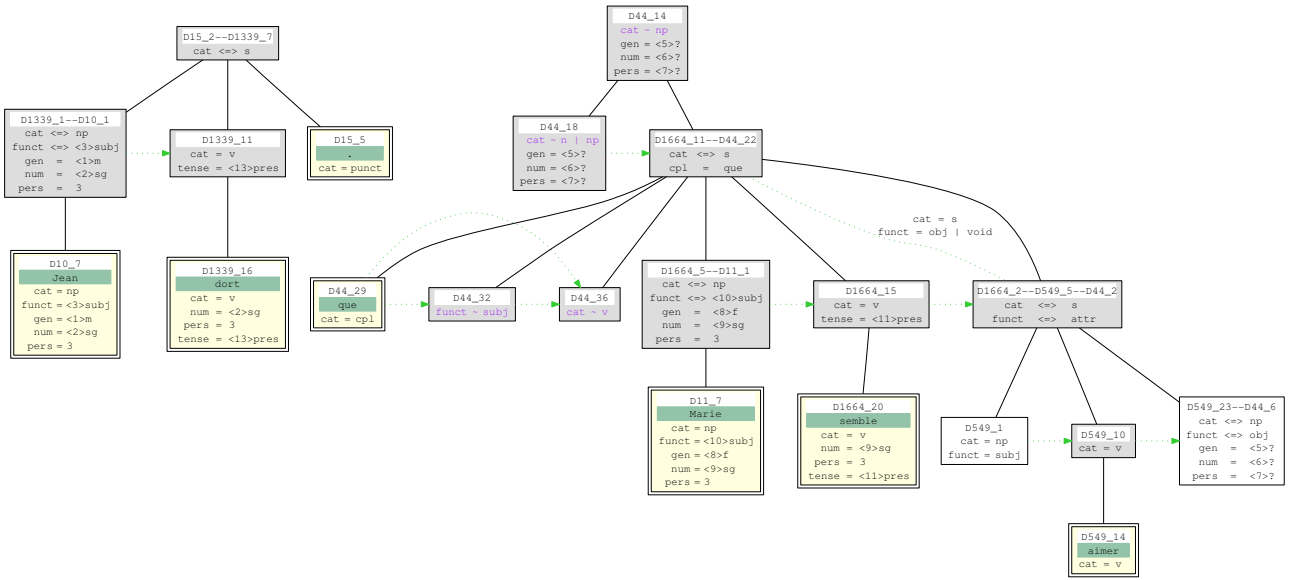 D15_2--D1339_7
cat <=> s
D1339_1--D10_1
cat <=> np
funct <=> <3>subj
gen = <1>m
num = <2>sg
pers = 3
D1339_11
cat = v
tense = <13>pres
D15_5
.
cat = punct
D10_7
Jean
cat = np
funct = <3>subj
gen = <1>m
num = <2>sg
pers = 3
D1339_16
dort
cat = v
num = <2>sg
pers = 3
tense = <13>pres
D44_14
cat ~ np
gen = <5>?
num = <6>?
pers = <7>?
D44_18
cat ~ n | np
gen = <5>?
num = <6>?
pers = <7>?
D1664_11--D44_22
cat <=> s
cpl = que
cat = s
funct = obj | void
D44_29
que
cat = cpl
D44_32
funct ~ subj
D44_36
cat ~ v
D1664_5--D11_1
cat <=> np
funct <=> <10>subj
gen = <8>f
num = <9>sg
pers = 3
D1664_15
cat = v
tense = <11>pres
D1664_2--D549_5--D44_2
cat <=> s
funct <=> attr
D11_7
Marie
cat = np
funct = <10>subj
gen = <8>f
num = <9>sg
pers = 3
D1664_20
semble
cat = v
num = <9>sg
pers = 3
tense = <11>pres
D549_1
cat = np
funct = subj
D549_10
cat = v
D549_23--D44_6
cat <=> np
funct <=> obj
gen = <5>?
num = <6>?
pers = <7>?
D549_14
aimer
cat = v